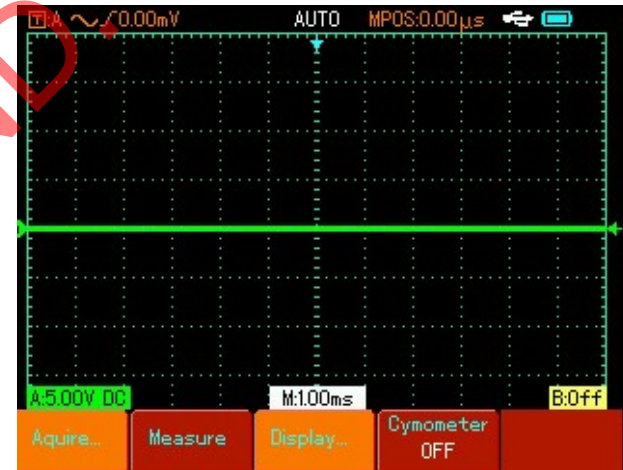 T:A 0.00mV AUTO MPOS:0.00μs
A:5.00V DC M:1.00ms B:Off
Aquire... Measure Display... Cymometer
OFF